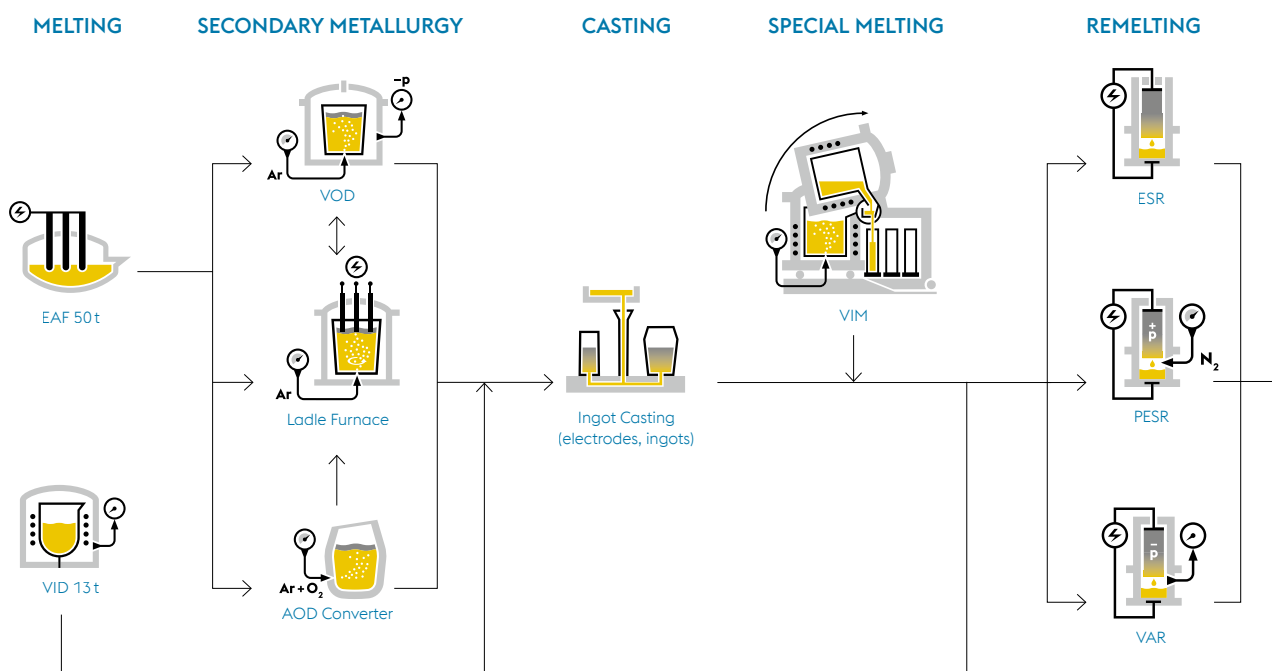 MELTING
SECONDARY METALLURGY
CASTING
SPECIAL MELTING
REMELTING
–p
Ar
VOD
ESR
EAF 50 t
Ar
Ladle Furnace
Ingot Casting
(electrodes, ingots)
VIM
+
p
N₂
PESR
VID 13 t
Ar + O₂
AOD Converter
–
p
VAR